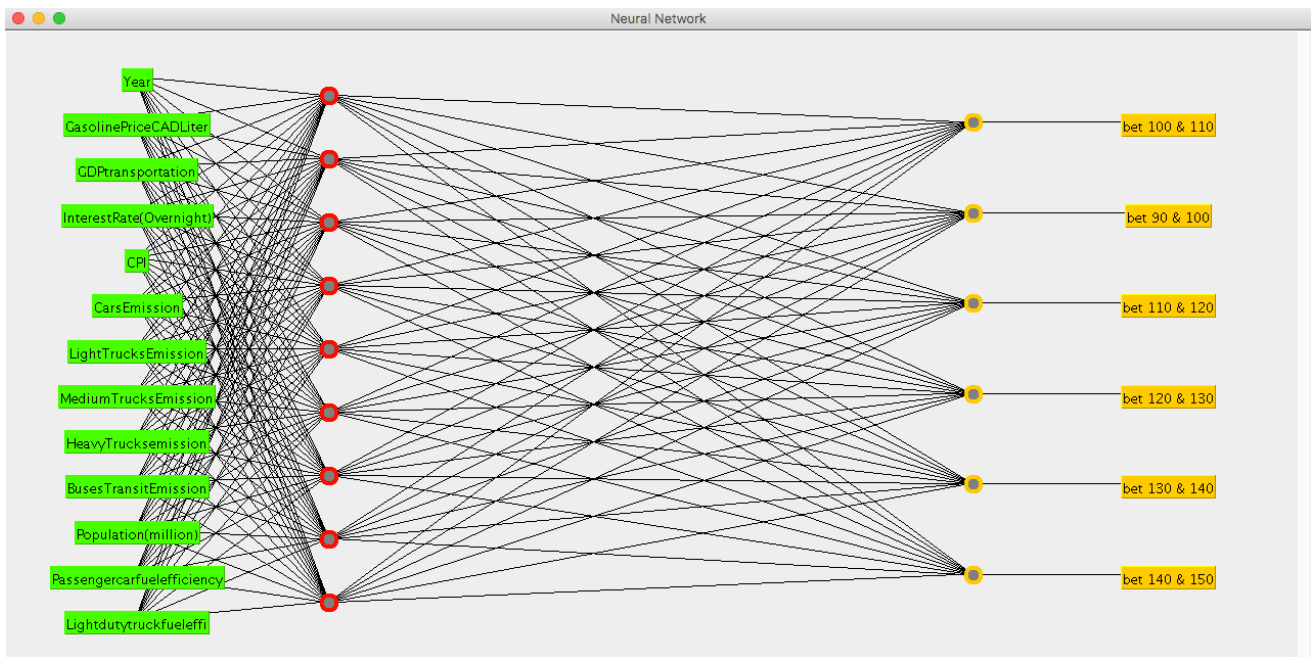 Neural Network
Year
GasolinePriceCADLiter
GDPtransportation
InterestRate(Overnight)
CPI
CarsEmission
LightTrucksEmission
MediumTrucksEmission
HeavyTrucksemission
BusesTransitEmission
Population(million)
Passengercarfuelefficiency
Lightdutytruckfueleffi
bet 100 & 110
bet 90 & 100
bet 110 & 120
bet 120 & 130
bet 130 & 140
bet 140 & 150